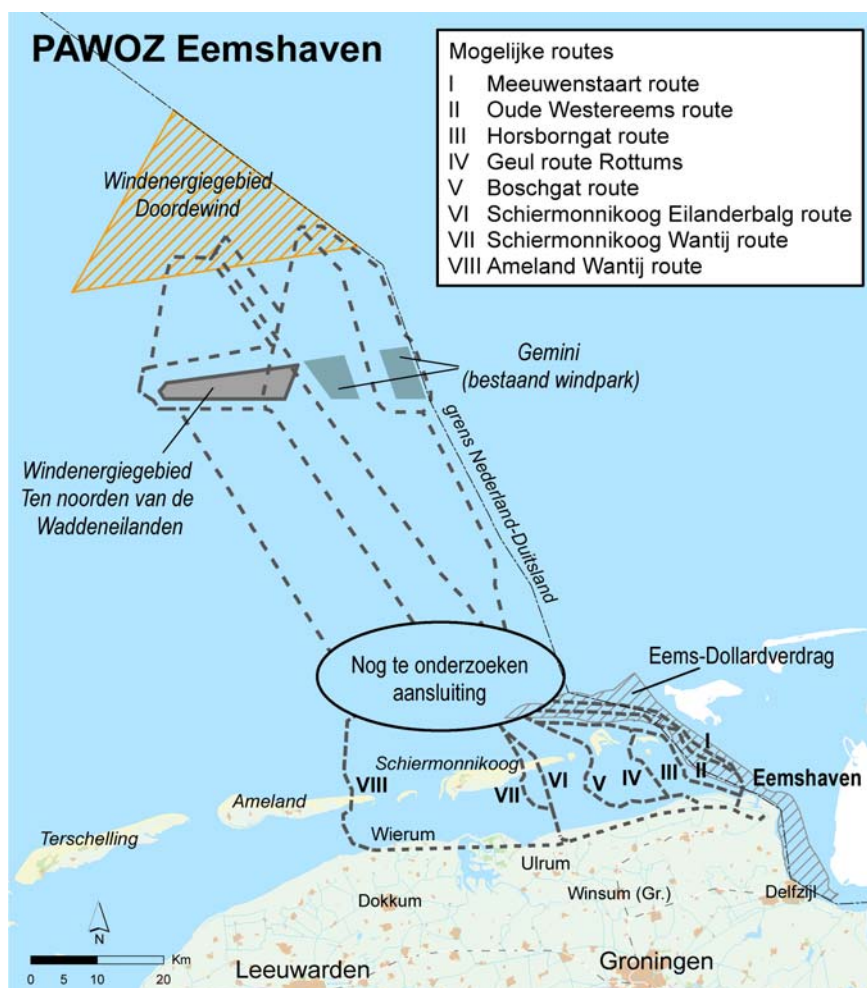 PAWOZ Eemshaven
Mogelijke routes
I Meeuwenstaart route
II Oude Westereems route
III Horsborngat route
IV Geul route Rottums
V Boschgat route
VI Schiermonnikoog Eilanderbalg route
VII Schiermonnikoog Wantij route
VIII Ameland Wantij route
Windenergiegebied
Doordewind
Gemini
(bestaand windpark)
grens Nederland-Duitsland
Windenergiegebied
Ten noorden van de
Waddeneilanden
Nog te onderzoeken
aansluiting
Eems-Dollardverdrag
I
II
III
IV
V
VI
VII
VIII
Eemshaven
Schiermonnikoog
Ameland
Terschelling
Wierum
Ulrum
Dokkum
Winsum (Gr.)
Delfzijl
Leeuwarden
Groningen
N
Km
0 5 10 20